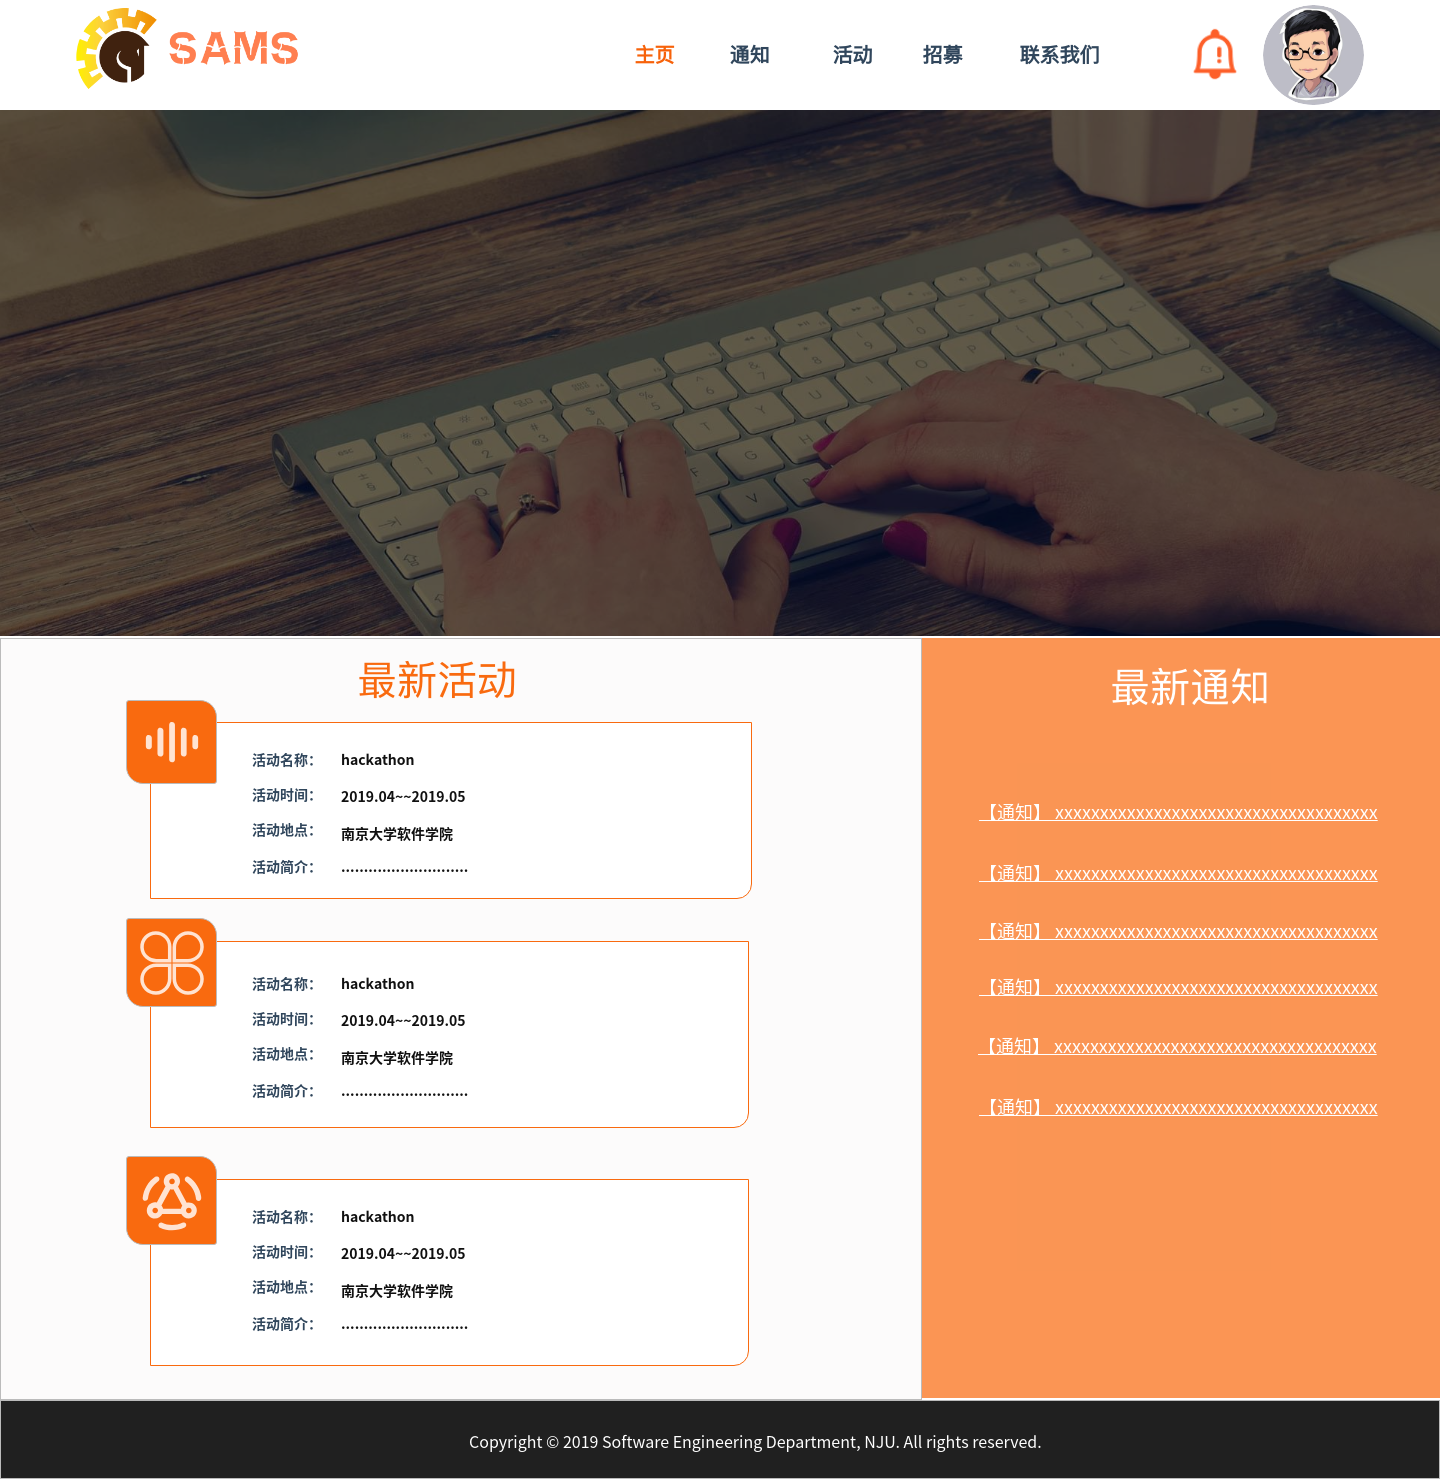 SAMS
主页 通知 活动 招募 联系我们
最新活动
活动名称： hackathon
活动时间： 2019.04~~2019.05
活动地点： 南京大学软件学院
活动简介： ............................
活动名称： hackathon
活动时间： 2019.04~~2019.05
活动地点： 南京大学软件学院
活动简介： ............................
活动名称： hackathon
活动时间： 2019.04~~2019.05
活动地点： 南京大学软件学院
活动简介： ............................
最新通知
【通知】 xxxxxxxxxxxxxxxxxxxxxxxxxxxxxxxxxxxx
【通知】 xxxxxxxxxxxxxxxxxxxxxxxxxxxxxxxxxxxx
【通知】 xxxxxxxxxxxxxxxxxxxxxxxxxxxxxxxxxxxx
【通知】 xxxxxxxxxxxxxxxxxxxxxxxxxxxxxxxxxxxx
【通知】 xxxxxxxxxxxxxxxxxxxxxxxxxxxxxxxxxxxx
【通知】 xxxxxxxxxxxxxxxxxxxxxxxxxxxxxxxxxxxx
Copyright © 2019 Software Engineering Department, NJU. All rights reserved.